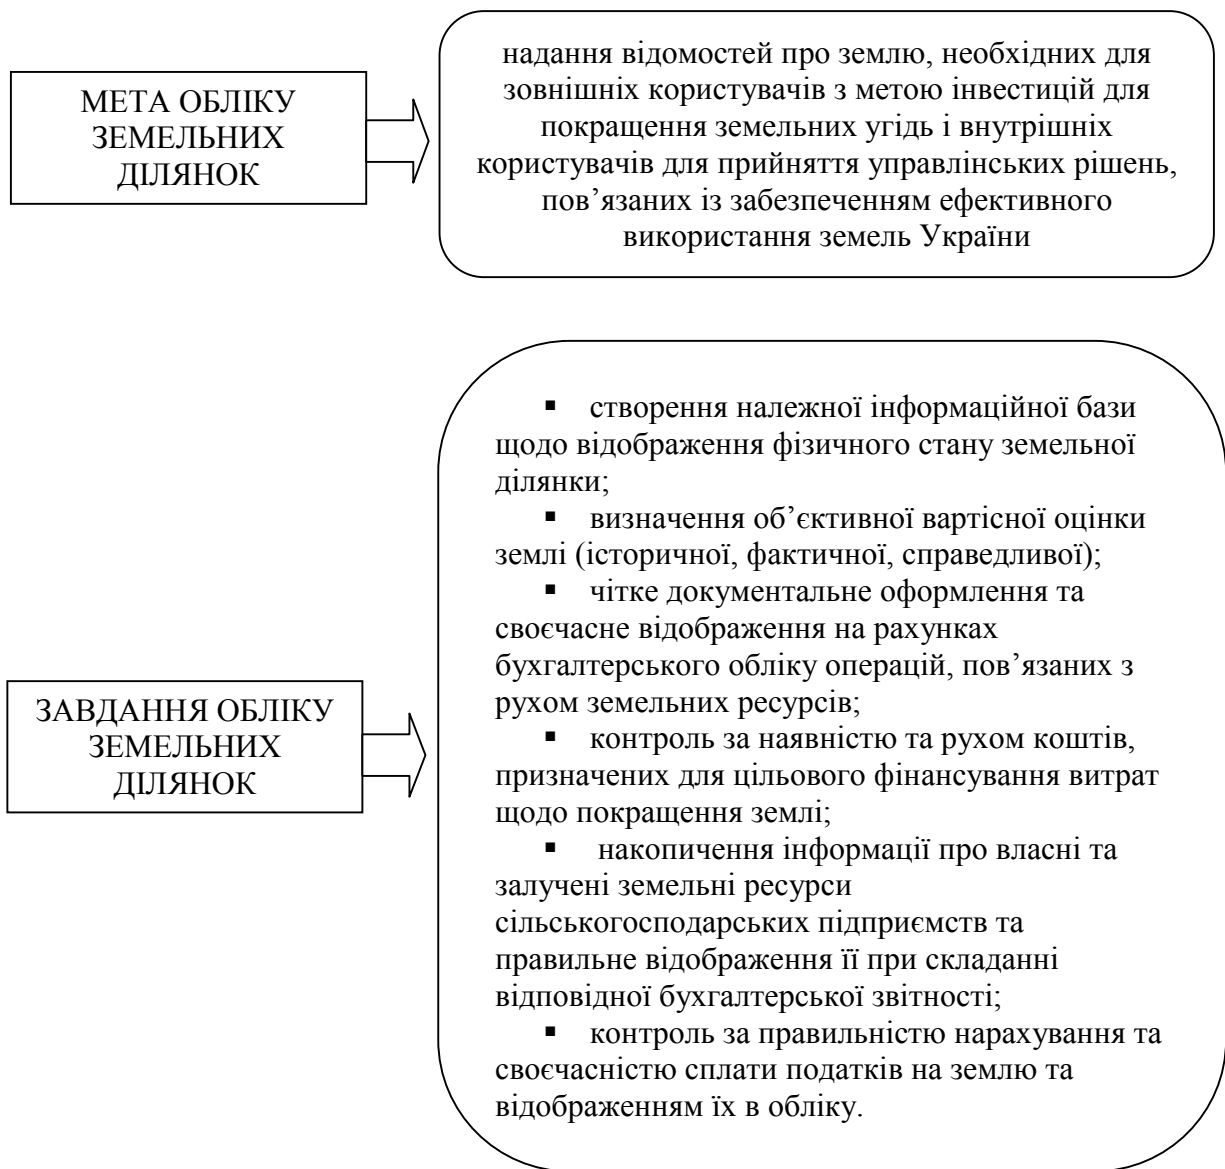 МЕТА ОБЛІКУ
ЗЕМЕЛЬНИХ
ДІЛЯНОК
надання відомостей про землю, необхідних для
зовнішніх користувачів з метою інвестицій для
покращення земельних угідь і внутрішніх
користувачів для прийняття управлінських рішень,
пов’язаних із забезпеченням ефективного
використання земель України
ЗАВДАННЯ ОБЛІКУ
ЗЕМЕЛЬНИХ
ДІЛЯНОК
▪ створення належної інформаційної бази
щодо відображення фізичного стану земельної
ділянки;
▪ визначення об’єктивної вартісної оцінки
землі (історичної, фактичної, справедливої);
▪ чітке документальне оформлення та
своєчасне відображення на рахунках
бухгалтерського обліку операцій, пов’язаних з
рухом земельних ресурсів;
▪ контроль за наявністю та рухом коштів,
призначених для цільового фінансування витрат
щодо покращення землі;
▪ накопичення інформації про власні та
залучені земельні ресурси
сільськогосподарських підприємств та
правильне відображення її при складанні
відповідної бухгалтерської звітності;
▪ контроль за правильністю нарахування та
своєчасністю сплати податків на землю та
відображенням їх в обліку.